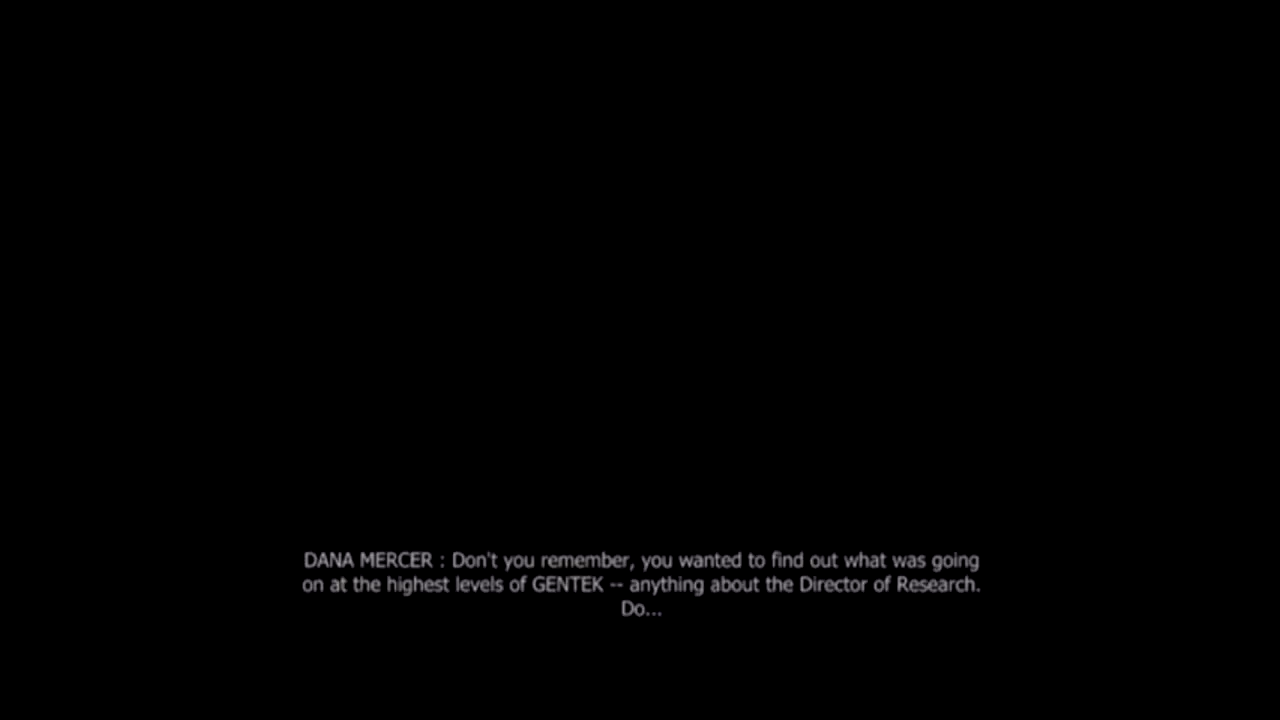 DANA MERCER : Don't you remember, you wanted to find out what was going
on at the highest levels of GENTEK -- anything about the Director of Research.
Do...